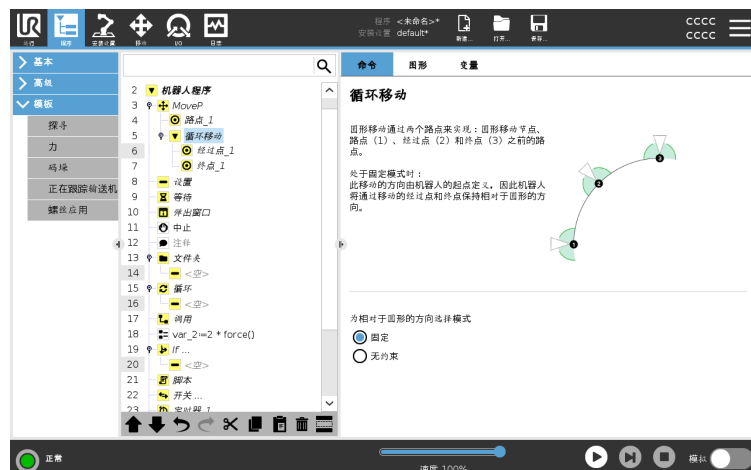 UR
运行
程序
安装设置
移动
I/O
日志
程序 <未命名>*
安装设置 default*
新建...
打开...
保存...
cccc
cccc
基本
高级
模板
探寻
力
码垛
正在跟踪输送机
螺丝应用
命令
图形
变量
2 机器人程序
3 MoveP
4 路点_1
5 循环移动
6 经过点_1
7 终点_1
8 设置
9 等待
10 弹出窗口
11 中止
12 注释
13 文件夹
14 <空>
15 循环
16 <空>
17 调用
18 var_2:=2 * force()
19 If ...
20 <空>
21 脚本
22 开关 ...
23 定时器_1
循环移动
圆形移动通过两个路点来实现：圆形移动节点、
路点（1）、经过点（2）和终点（3）之前的路
点。
处于固定模式时：
此移动的方向由机器人的起点定义，因此机器人
将通过移动的经过点和终点保持相对于圆形的方
向。
1
2
3
为相对于圆形的方向选择模式
固定
无约束
正常
速度 100%
模拟